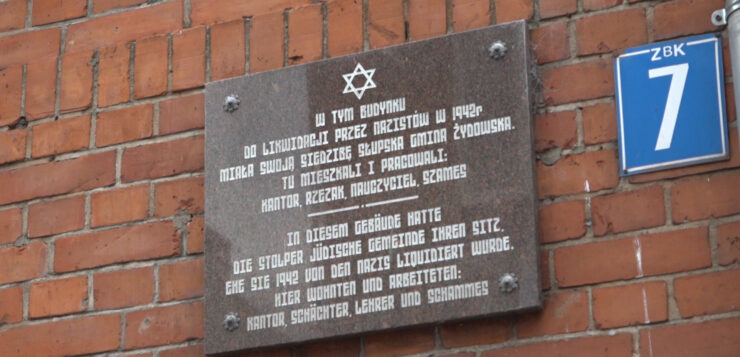 W TYM BUDYNKU
DO LIKWIDACJI PRZEZ NAZISTÓW W 1942r
MIAŁA SWOJĄ SIEDZIBĘ SŁUPSKA GMINA ŻYDOWSKA.
TU MIESZKALI I PRACOWALI:
KANTOR, RZEZAK, NAUCZYCIEL, SZAMES
IN DIESEM GEBÄUDE HATTE
DIE STOLPER JÜDISCHE GEMEINDE IHREN SITZ,
EHE SIE 1942 VON DEN NAZIS LIQUIDIERT WURDE.
HIER WOHNTEN UND ARBEITETEN:
KANTOR, SCHÄCHTER, LEHRER UND SCHAMMES
ZBK
7